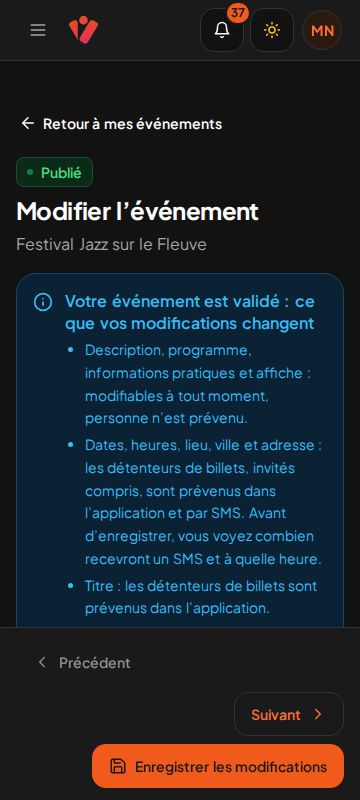 37
MN
Retour à mes événements
Publié
Modifier l’événement
Festival Jazz sur le Fleuve
Votre événement est validé : ce
que vos modifications changent
• Description, programme,
informations pratiques et affiche :
modifiables à tout moment,
personne n’est prévenu.
• Dates, heures, lieu, ville et adresse :
les détenteurs de billets, invités
compris, sont prévenus dans
l’application et par SMS. Avant
d’enregistrer, vous voyez combien
recevront un SMS et à quelle heure.
• Titre : les détenteurs de billets sont
prévenus dans l’application.
Précédent
Suivant
Enregistrer les modifications